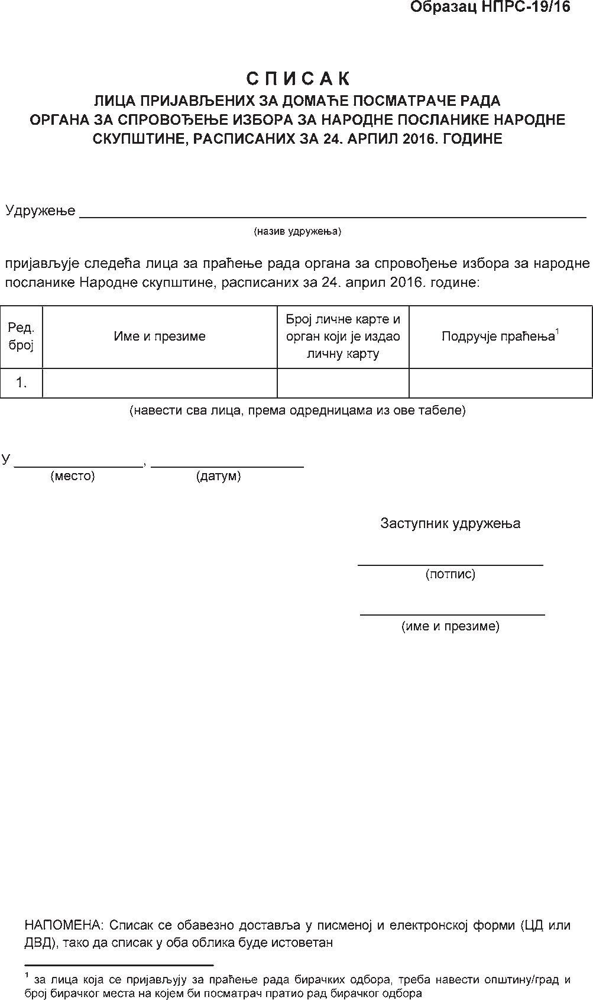 Образац НПРС-19/16
С П И С А К
ЛИЦА ПРИЈАВЉЕНИХ ЗА ДОМАЋЕ ПОСМАТРАЧЕ РАДА
ОРГАНА ЗА СПРОВОЂЕЊЕ ИЗБОРА ЗА НАРОДНЕ ПОСЛАНИКЕ НАРОДНЕ
СКУПШТИНЕ, РАСПИСАНИХ ЗА 24. АРПИЛ 2016. ГОДИНЕ
Удружење
(назив удружења)
пријављује следећа лица за праћење рада органа за спровођење избора за народне
посланике Народне скупштине, расписаних за 24. април 2016. године:
Ред.
број
Име и презиме
Број личне карте и
орган који је издао
личну карту
Подручје праћења1
1.
(навести сва лица, према одредницама из ове табеле)
У ________________, ___________________
(место) (датум)
Заступник удружења
(потпис)
(име и презиме)
НАПОМЕНА: Списак се обавезно доставља у писменој и електронској форми (ЦД или
ДВД), тако да списак у оба облика буде истоветан
1 за лица која се пријављују за праћење рада бирачких одбора, треба навести општину/град и
број бирачког места на којем би посматрач пратио рад бирачког одбора